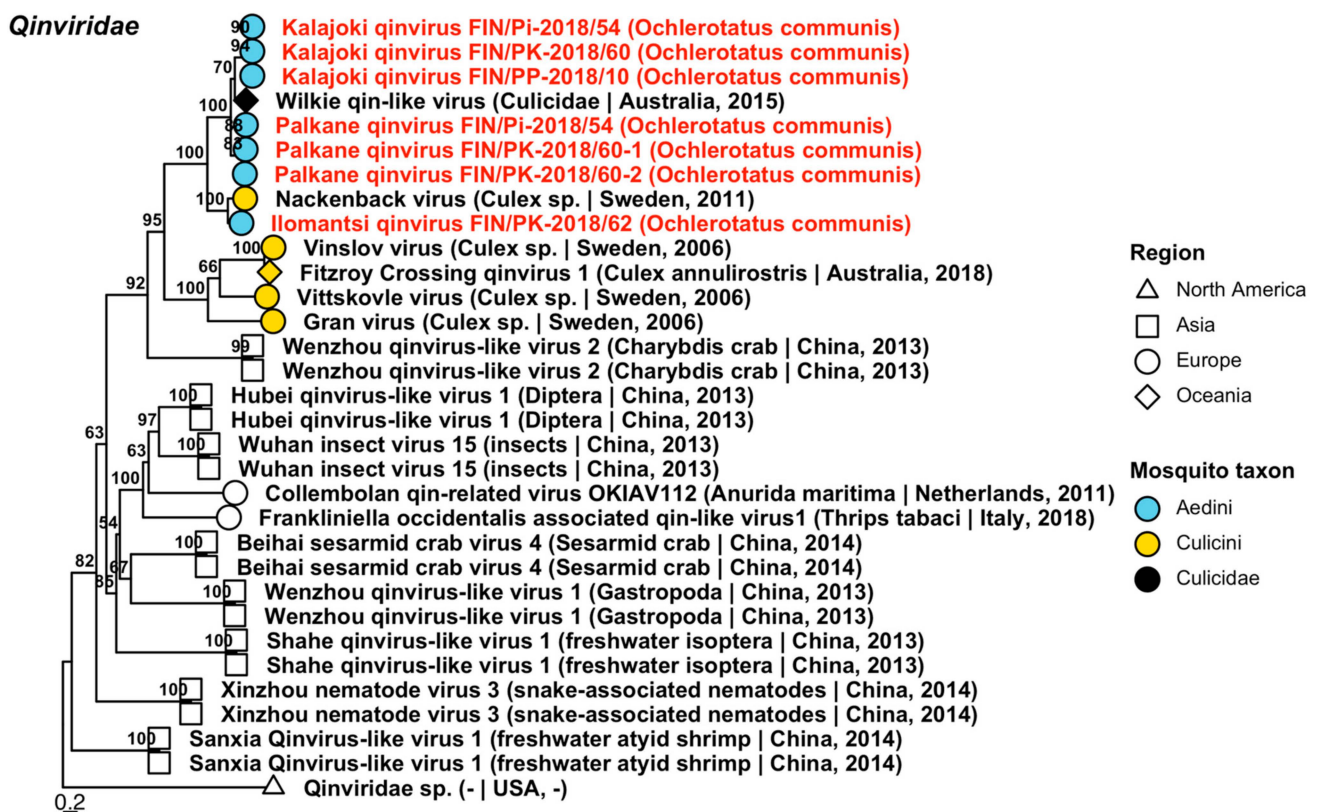 Qinviridae
90
Kalajoki qinvirus FIN/Pi-2018/54 (Ochlerotatus communis)
94
Kalajoki qinvirus FIN/PK-2018/60 (Ochlerotatus communis)
70
Kalajoki qinvirus FIN/PP-2018/10 (Ochlerotatus communis)
100
Wilkie qin-like virus (Culicidae | Australia, 2015)
Palkane qinvirus FIN/Pi-2018/54 (Ochlerotatus communis)
83
Palkane qinvirus FIN/PK-2018/60-1 (Ochlerotatus communis)
100
Palkane qinvirus FIN/PK-2018/60-2 (Ochlerotatus communis)
100
Nackenback virus (Culex sp. | Sweden, 2011)
95
Ilomantsi qinvirus FIN/PK-2018/62 (Ochlerotatus communis)
100
Vinslov virus (Culex sp. | Sweden, 2006)
66
Fitzroy Crossing qinvirus 1 (Culex annulirostris | Australia, 2018)
92
100
Vittskovle virus (Culex sp. | Sweden, 2006)
Gran virus (Culex sp. | Sweden, 2006)
99
Wenzhou qinvirus-like virus 2 (Charybdis crab | China, 2013)
Wenzhou qinvirus-like virus 2 (Charybdis crab | China, 2013)
100
Hubei qinvirus-like virus 1 (Diptera | China, 2013)
97
Hubei qinvirus-like virus 1 (Diptera | China, 2013)
63
63
100
Wuhan insect virus 15 (insects | China, 2013)
Wuhan insect virus 15 (insects | China, 2013)
100
Collembolan qin-related virus OKIAV112 (Anurida maritima | Netherlands, 2011)
Frankliniella occidentalis associated qin-like virus1 (Thrips tabaci | Italy, 2018)
54
100
Beihai sesarmid crab virus 4 (Sesarmid crab | China, 2014)
82
67
Beihai sesarmid crab virus 4 (Sesarmid crab | China, 2014)
100
Wenzhou qinvirus-like virus 1 (Gastropoda | China, 2013)
Wenzhou qinvirus-like virus 1 (Gastropoda | China, 2013)
100
Shahe qinvirus-like virus 1 (freshwater isoptera | China, 2013)
Shahe qinvirus-like virus 1 (freshwater isoptera | China, 2013)
100
Xinzhou nematode virus 3 (snake-associated nematodes | China, 2014)
Xinzhou nematode virus 3 (snake-associated nematodes | China, 2014)
100
Sanxia Qinvirus-like virus 1 (freshwater atyid shrimp | China, 2014)
Sanxia Qinvirus-like virus 1 (freshwater atyid shrimp | China, 2014)
Qinviridae sp. (- | USA, -)
0.2
Region
North America
Asia
Europe
Oceania
Mosquito taxon
Aedini
Culicini
Culicidae